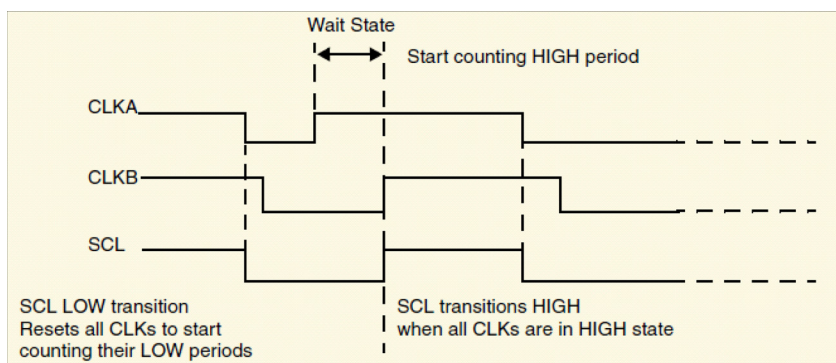 Wait State
Start counting HIGH period
CLKA
CLKB
SCL
SCL LOW transition
Resets all CLKs to start
counting their LOW periods
SCL transitions HIGH
when all CLKs are in HIGH state